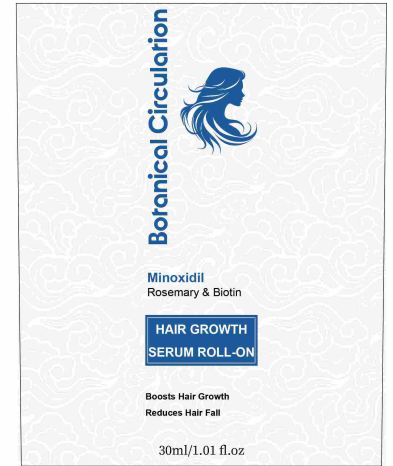 Botanical Circulation
Minoxidil
Rosemary & Biotin
HAIR GROWTH
SERUM ROLL-ON
Boosts Hair Growth
Reduces Hair Fall
30ml/1.01 fl.oz